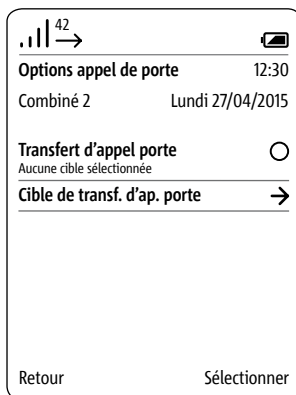 42
Options appel de porte 12:30
Combiné 2 Lundi 27/04/2015
Transfert d'appel porte
Aucune cible sélectionnée
Cible de transf. d'ap. porte
Retour Sélectionner